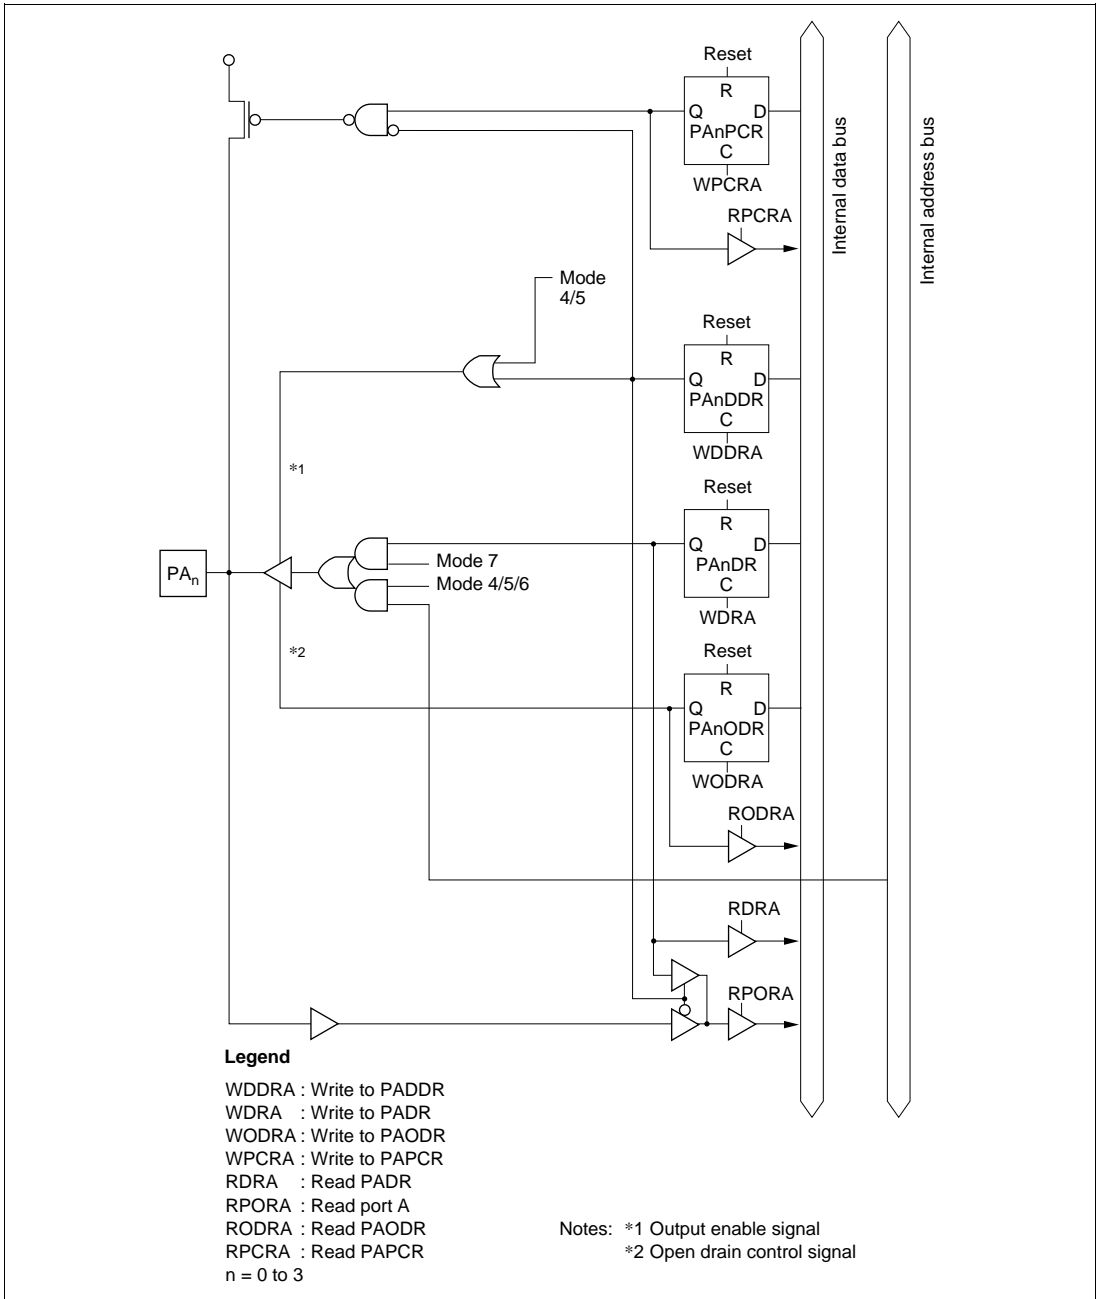 Reset
R
Q D
PAnPCR
C
WPCRA
RPCRA
Internal data bus
Internal address bus
Mode
4/5
Reset
R
Q D
PAnDDR
C
WDDRA
*1
Reset
R
Q D
PAnDR
C
WDRA
PAn
Mode 7
Mode 4/5/6
*2
Reset
R
Q D
PAnODR
C
WODRA
RODRA
RDRA
RPORA
Legend
WDDRA : Write to PADDR
WDRA : Write to PADR
WODRA : Write to PAODR
WPCRA : Write to PAPCR
RDRA : Read PADR
RPORA : Read port A
RODRA : Read PAODR
RPCRA : Read PAPCR
n = 0 to 3
Notes: *1 Output enable signal
*2 Open drain control signal